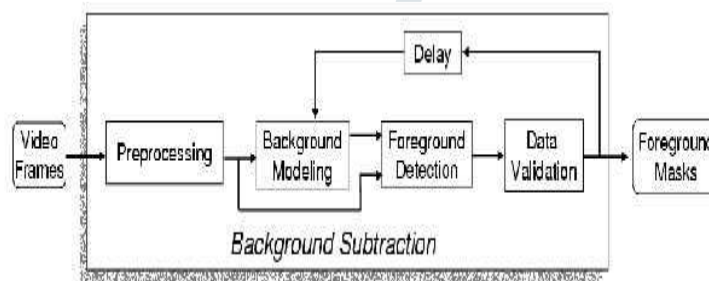 Delay
Video
Frames
Preprocessing
Background
Modeling
Foreground
Detection
Data
Validation
Foreground
Masks
Background Subtraction